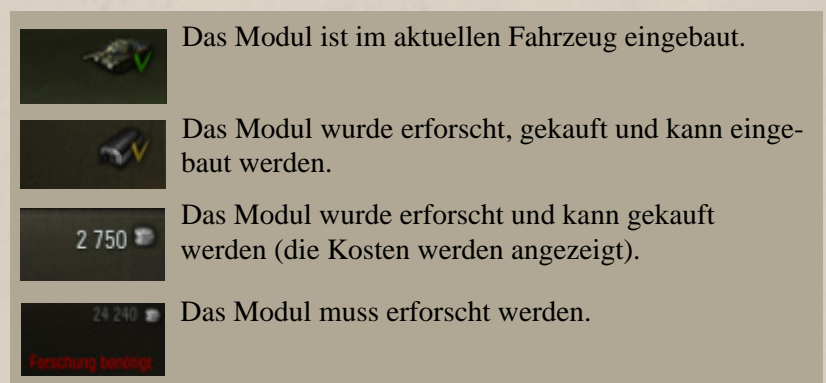 Das Modul ist im aktuellen Fahrzeug eingebaut.
Das Modul wurde erforscht, gekauft und kann einge-
baut werden.
2 750
Das Modul wurde erforscht und kann gekauft
werden (die Kosten werden angezeigt).
24 240
Das Modul muss erforscht werden.
Forschung benötigt